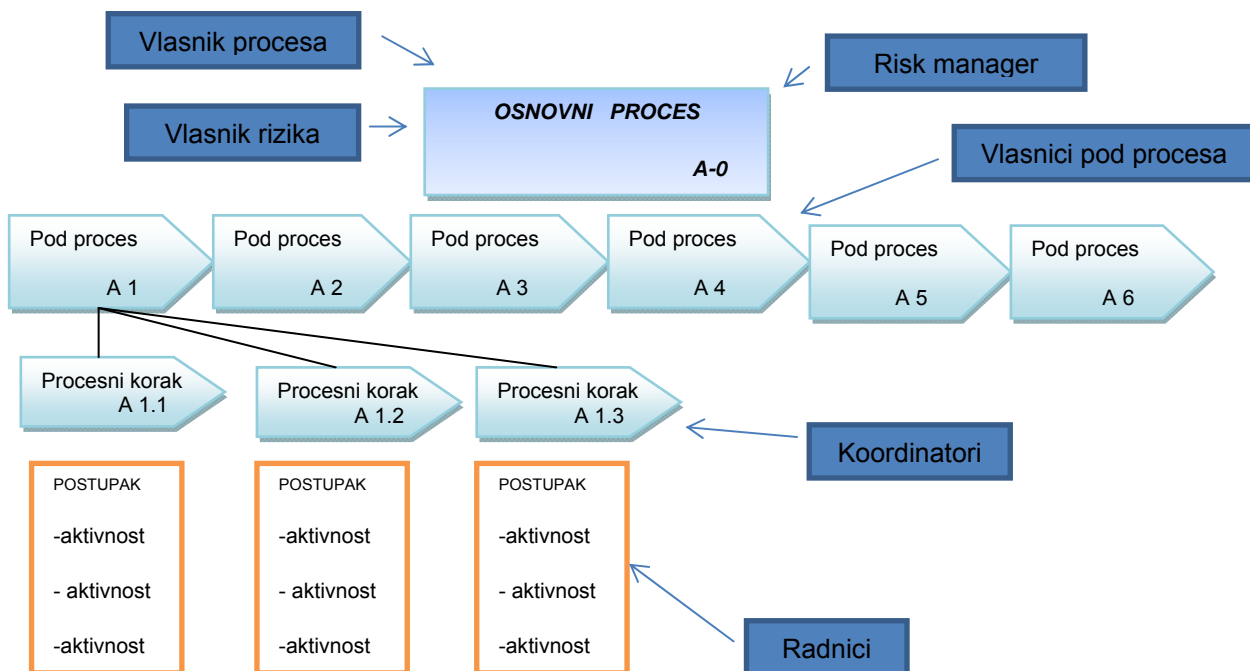 Vlasnik procesa
Risk manager
OSNOVNI PROCES
Vlasnik rizika
A-0
Vlasnici pod procesa
Pod proces
A 1
Pod proces
A 2
Pod proces
A 3
Pod proces
A 4
Pod proces
A 5
Pod proces
A 6
Procesni korak
A 1.1
Procesni korak
A 1.2
Procesni korak
A 1.3
Koordinatori
POSTUPAK
-aktivnost
- aktivnost
-aktivnost
POSTUPAK
-aktivnost
- aktivnost
-aktivnost
POSTUPAK
-aktivnost
- aktivnost
-aktivnost
Radnici